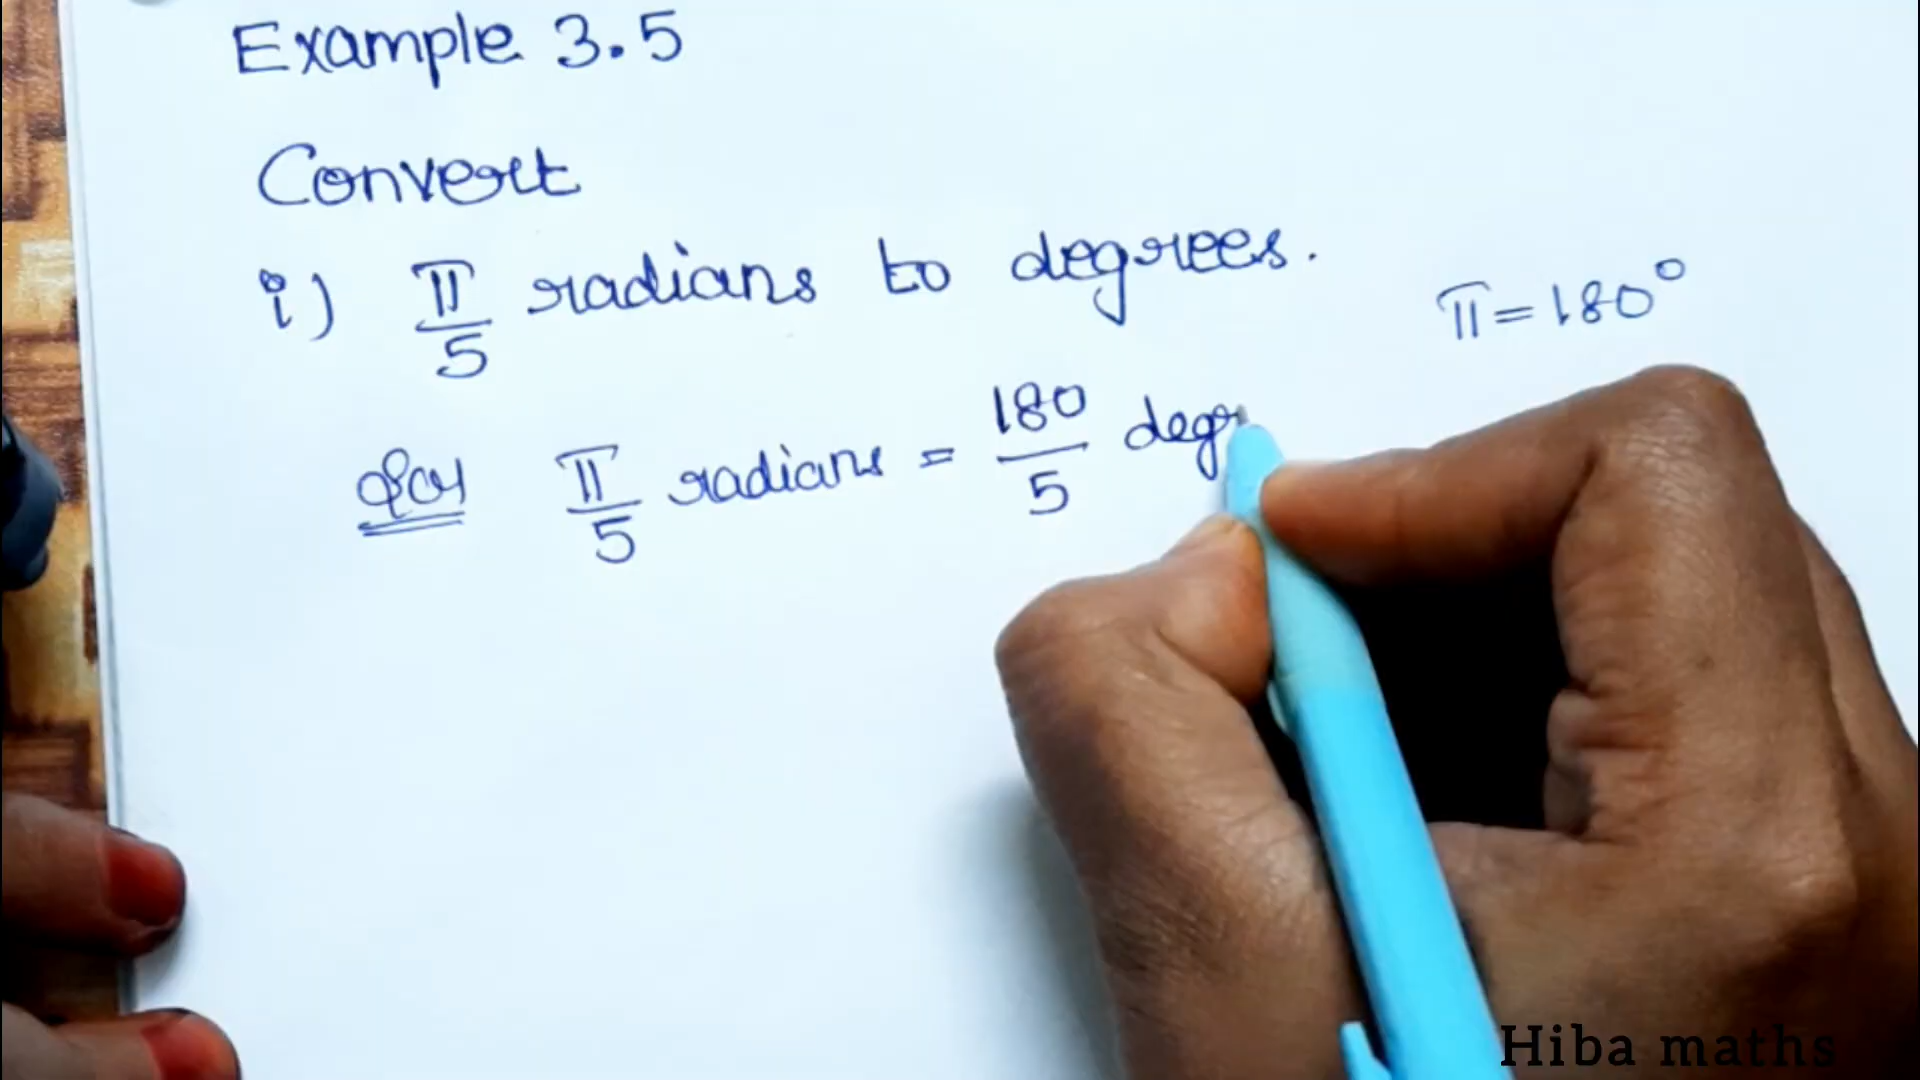 Example 3.5
Convert
i) π/5 radians to degrees.
π = 180°
Sol π/5 radians = 180/5 degr
Hiba maths